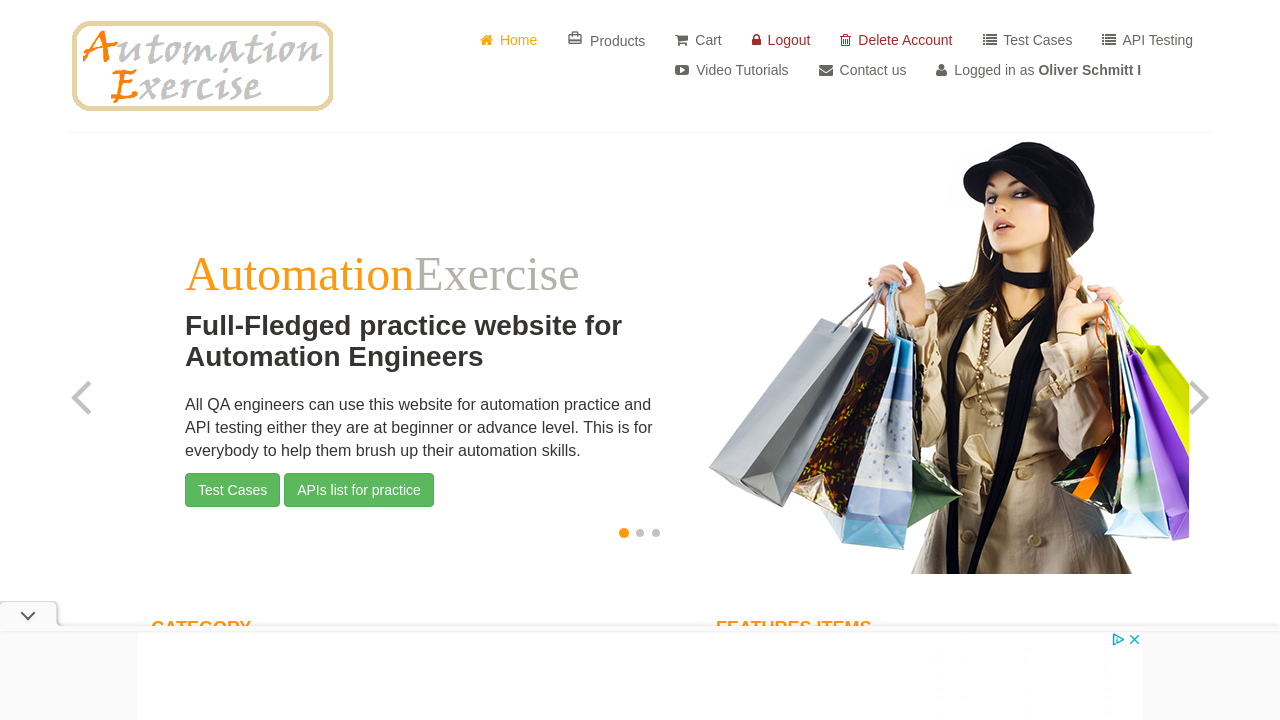 Automation
Exercise
Home
Products
Cart
Logout
Delete Account
Test Cases
API Testing
Video Tutorials
Contact us
Logged in as Oliver Schmitt I
AutomationExercise
Full-Fledged practice website for
Automation Engineers
All QA engineers can use this website for automation practice and
API testing either they are at beginner or advance level. This is for
everybody to help them brush up their automation skills.
Test Cases
APIs list for practice
CATEGORY
FEATURES ITEMS